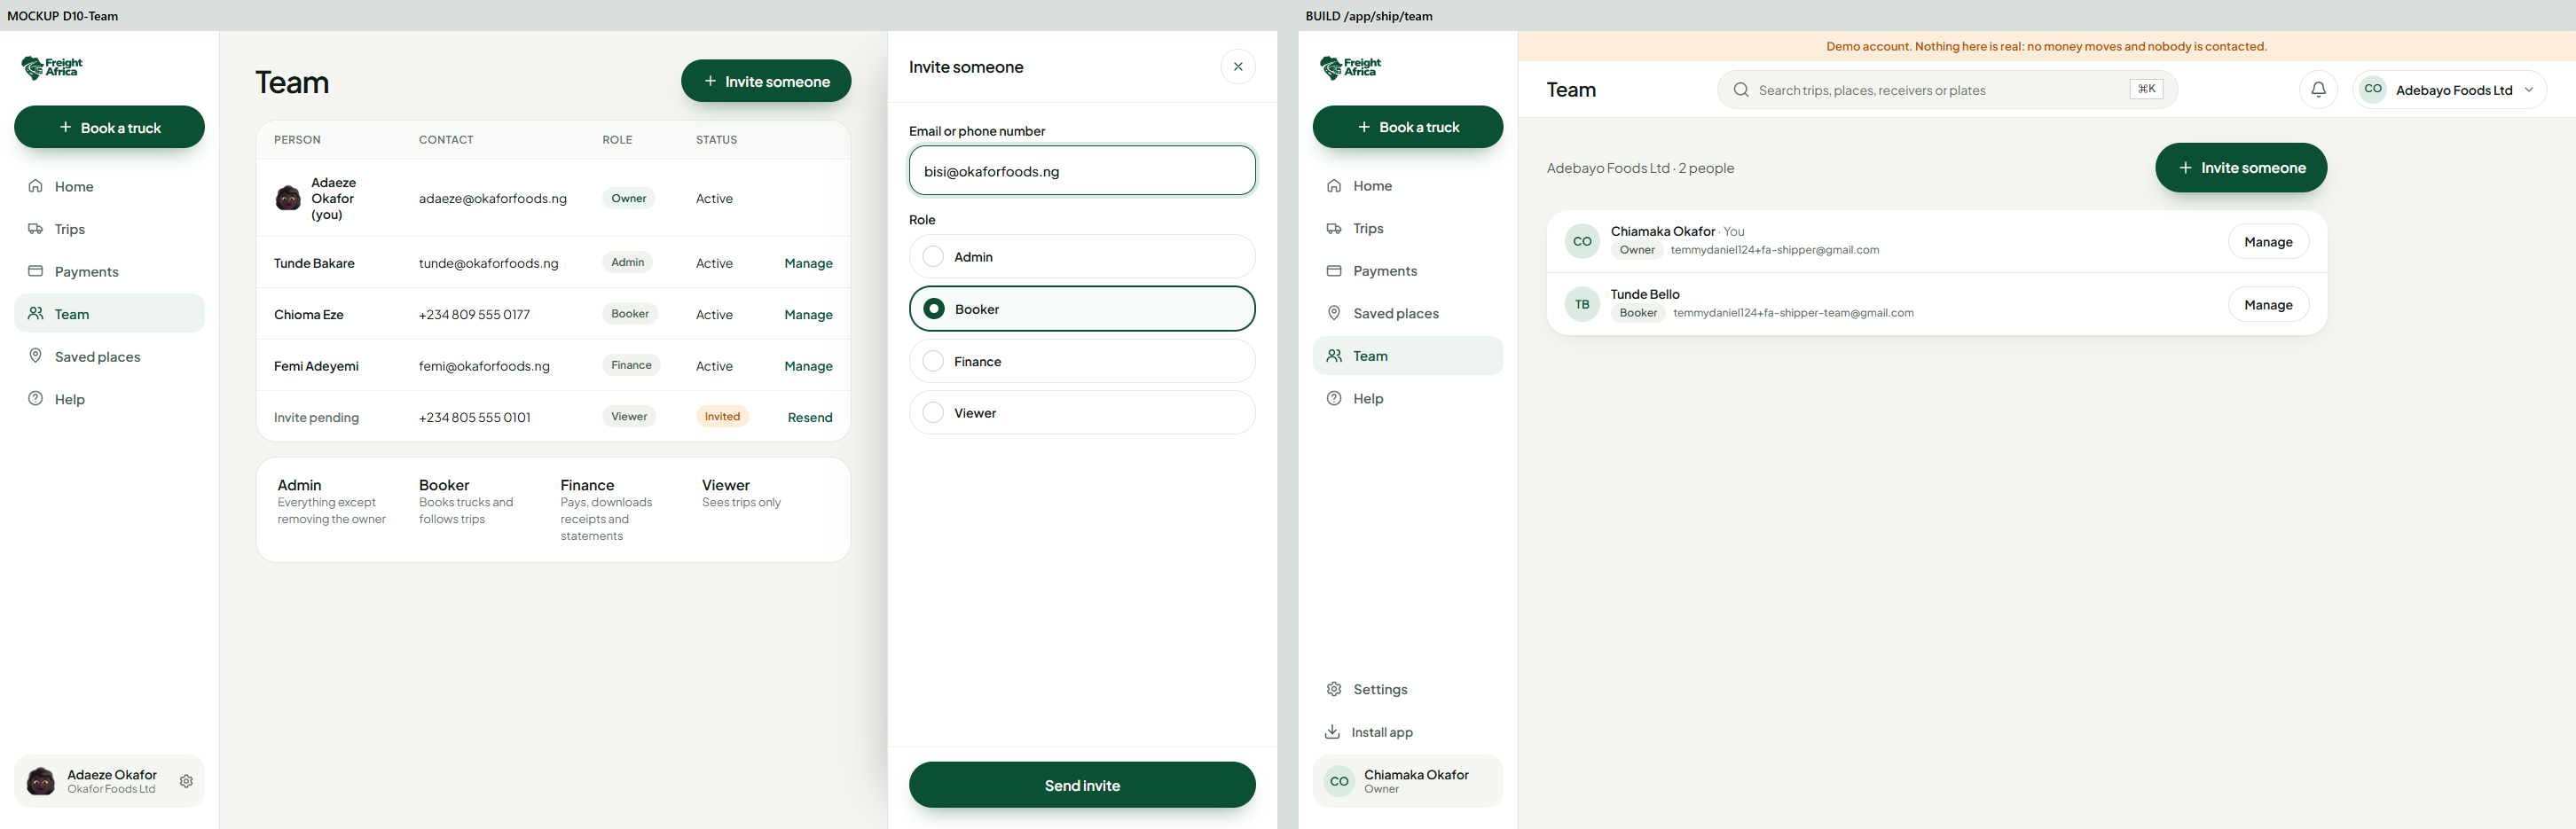 MOCKUP D10-Team
Freight
Africa
+ Book a truck
Home
Trips
Payments
Team
Saved places
Help
Adaeze Okafor
Okafor Foods Ltd
Team
+ Invite someone
PERSON CONTACT ROLE STATUS
Adaeze
Okafor
(you)
adaeze@okaforfoods.ng Owner Active
Tunde Bakare tunde@okaforfoods.ng Admin Active Manage
Chioma Eze +234 809 555 0177 Booker Active Manage
Femi Adeyemi femi@okaforfoods.ng Finance Active Manage
Invite pending +234 805 555 0101 Viewer Invited Resend
Admin
Everything except
removing the owner
Booker
Books trucks and
follows trips
Finance
Pays, downloads
receipts and
statements
Viewer
Sees trips only
Invite someone
Email or phone number
bisi@okaforfoods.ng
Role
Admin
Booker
Finance
Viewer
Send invite
BUILD /app/ship/team
Freight
Africa
+ Book a truck
Home
Trips
Payments
Saved places
Team
Help
Settings
Install app
CO
Chiamaka Okafor
Owner
Demo account. Nothing here is real: no money moves and nobody is contacted.
Team
Search trips, places, receivers or plates
⌘K
CO Adebayo Foods Ltd
Adebayo Foods Ltd · 2 people
+ Invite someone
CO
Chiamaka Okafor · You
Owner temmydaniel124+fa-shipper@gmail.com
Manage
TB
Tunde Bello
Booker temmydaniel124+fa-shipper-team@gmail.com
Manage